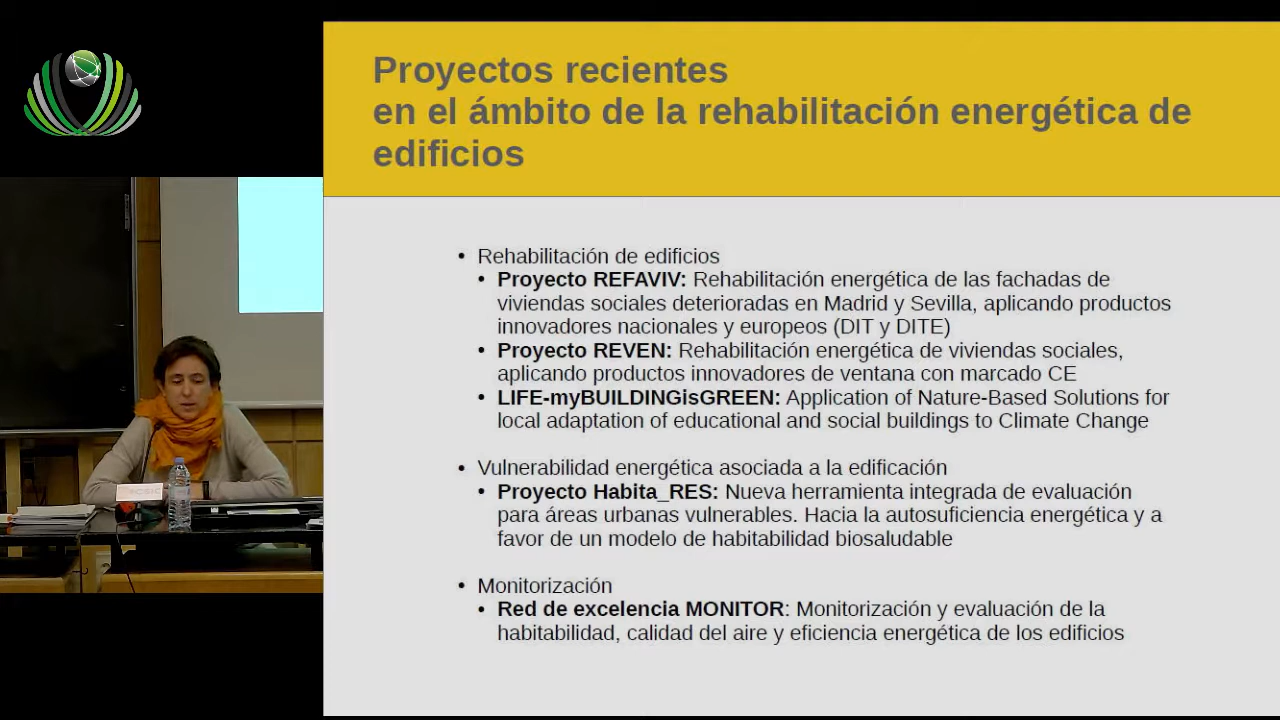 Proyectos recientes
en el ámbito de la rehabilitación energética de
edificios
• Rehabilitación de edificios
• Proyecto REFAVIV: Rehabilitación energética de las fachadas de
viviendas sociales deterioradas en Madrid y Sevilla, aplicando productos
innovadores nacionales y europeos (DIT y DITE)
• Proyecto REVEN: Rehabilitación energética de viviendas sociales,
aplicando productos innovadores de ventana con marcado CE
• LIFE-myBUILDINGisGREEN: Application of Nature-Based Solutions for
local adaptation of educational and social buildings to Climate Change
• Vulnerabilidad energética asociada a la edificación
• Proyecto Habita_RES: Nueva herramienta integrada de evaluación
para áreas urbanas vulnerables. Hacia la autosuficiencia energética y a
favor de un modelo de habitabilidad biosaludable
• Monitorización
• Red de excelencia MONITOR: Monitorización y evaluación de la
habitabilidad, calidad del aire y eficiencia energética de los edificios